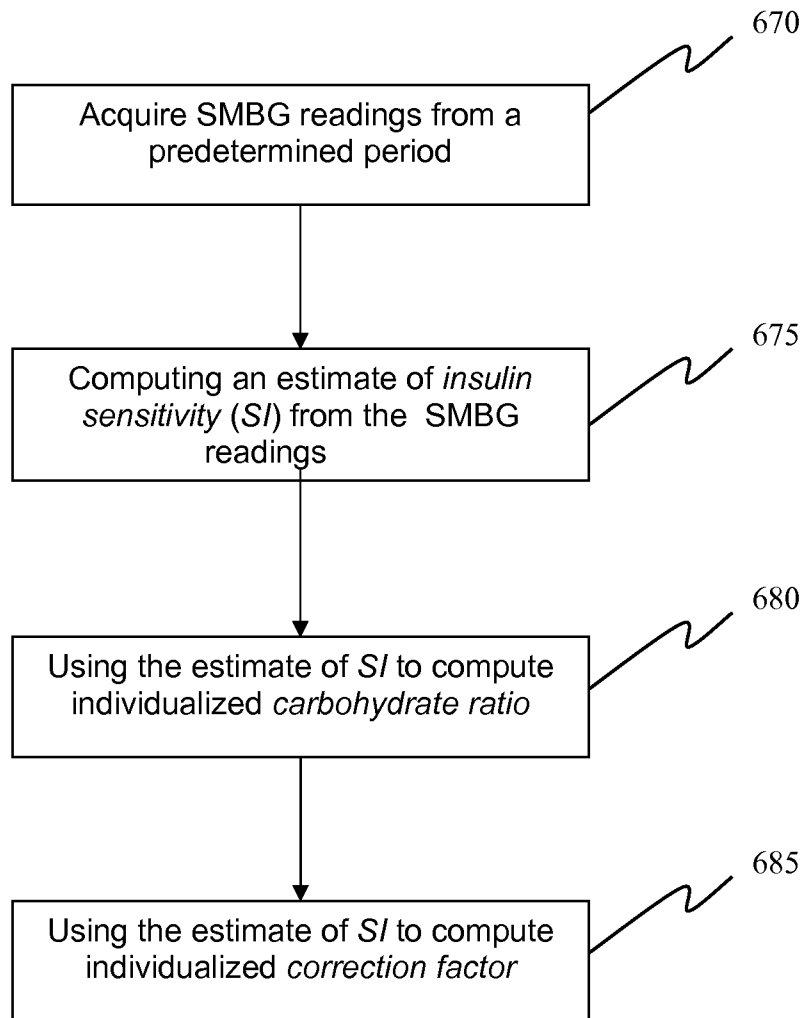 670
Acquire SMBG readings from a
predetermined period
675
Computing an estimate of insulin
sensitivity (SI) from the SMBG
readings
680
Using the estimate of SI to compute
individualized carbohydrate ratio
685
Using the estimate of SI to compute
individualized correction factor